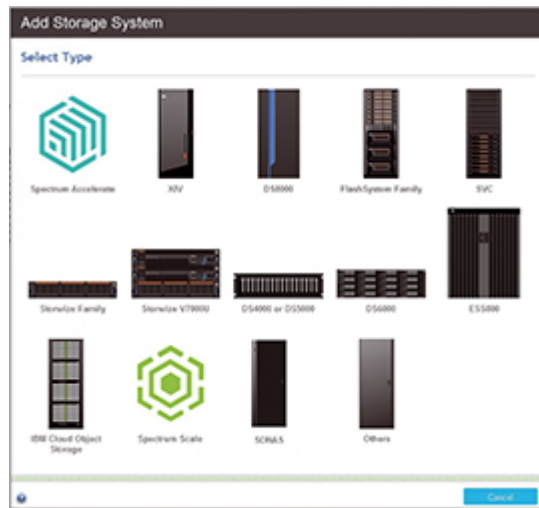 Add Storage System
Select Type
Spectrum Accelerate
XIV
DS8000
FlashSystem Family
SVC
Storwize Family
Storwize V7000U
DS4000 or DS5000
DS6000
ESS800
IBM Cloud Object
Storage
Spectrum Scale
SONAS
Others
Cancel